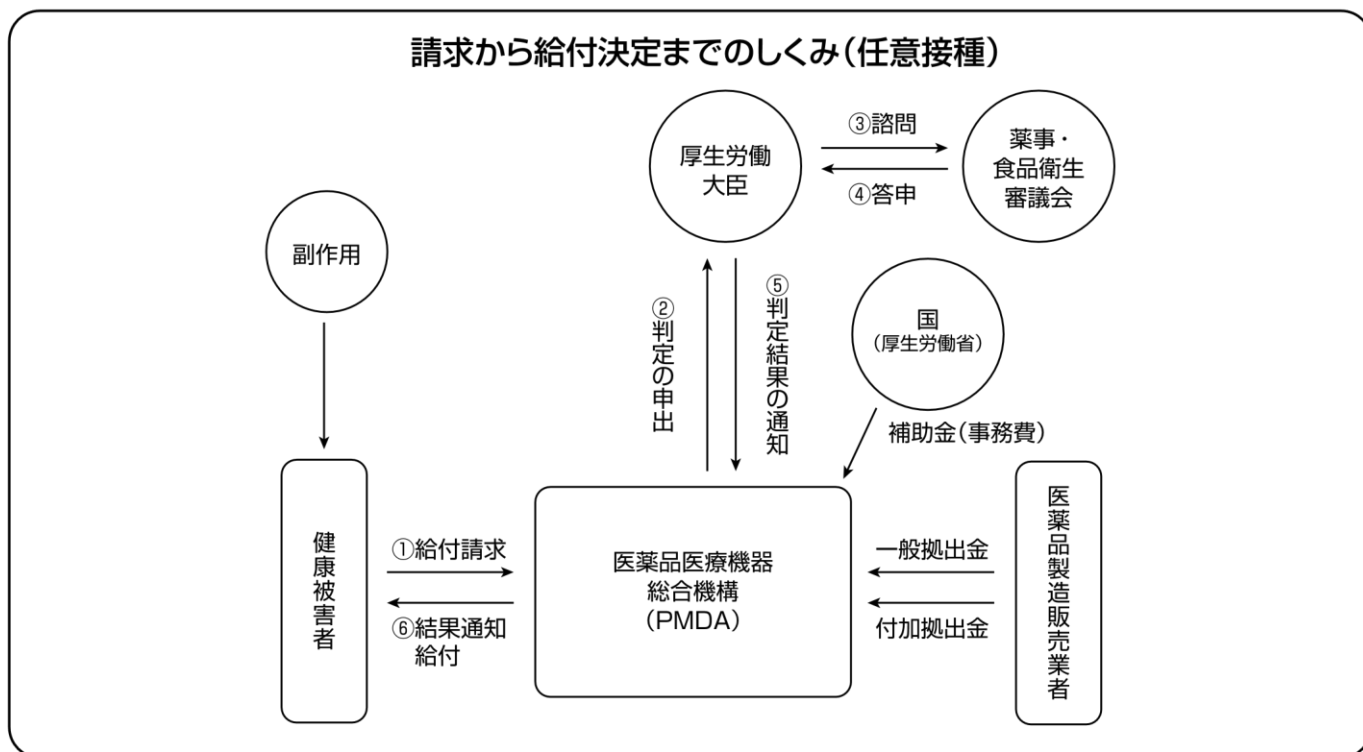 請求から給付決定までのしくみ（任意接種）
厚生労働
大臣
③諮問
④答申
薬事・
食品衛生
審議会
副作用
②判定の申出
⑤判定結果の通知
国
（厚生労働省）
補助金（事務費）
健康被害者
①給付請求
⑥結果通知
給付
医薬品医療機器
総合機構
（PMDA）
一般拠出金
付加拠出金
医薬品製造販売業者